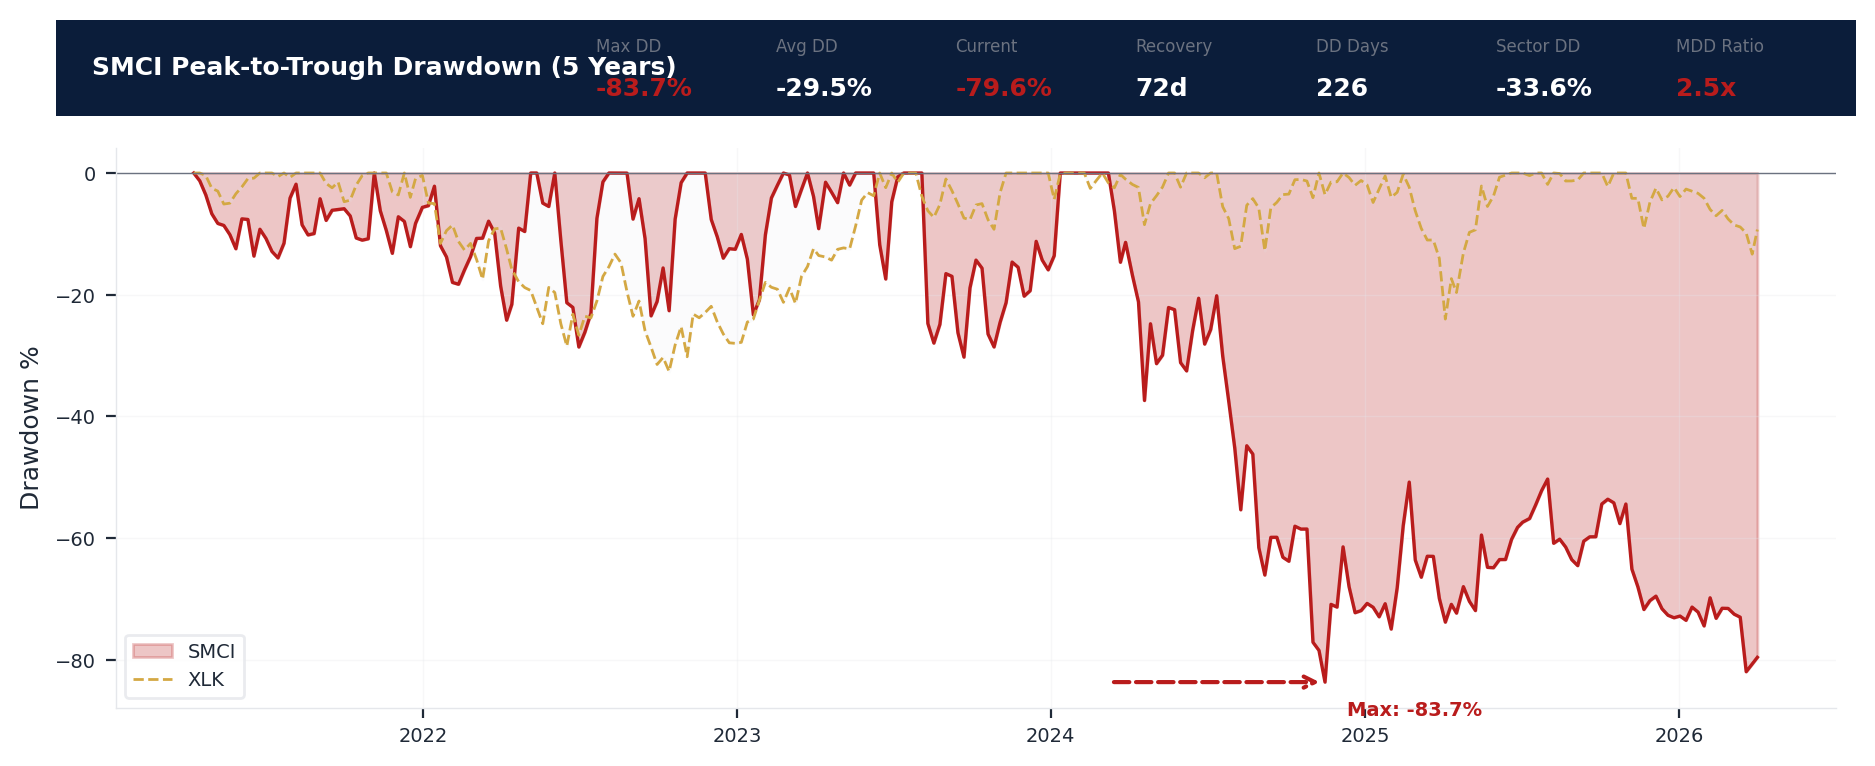 SMCI Peak-to-Trough Drawdown (5 Years)
Max DD
-83.7%
Avg DD
-29.5%
Current
-79.6%
Recovery
72d
DD Days
226
Sector DD
-33.6%
MDD Ratio
2.5x
Drawdown %
0
−20
−40
−60
−80
SMCI
XLK
Max: -83.7%
2022
2023
2024
2025
2026